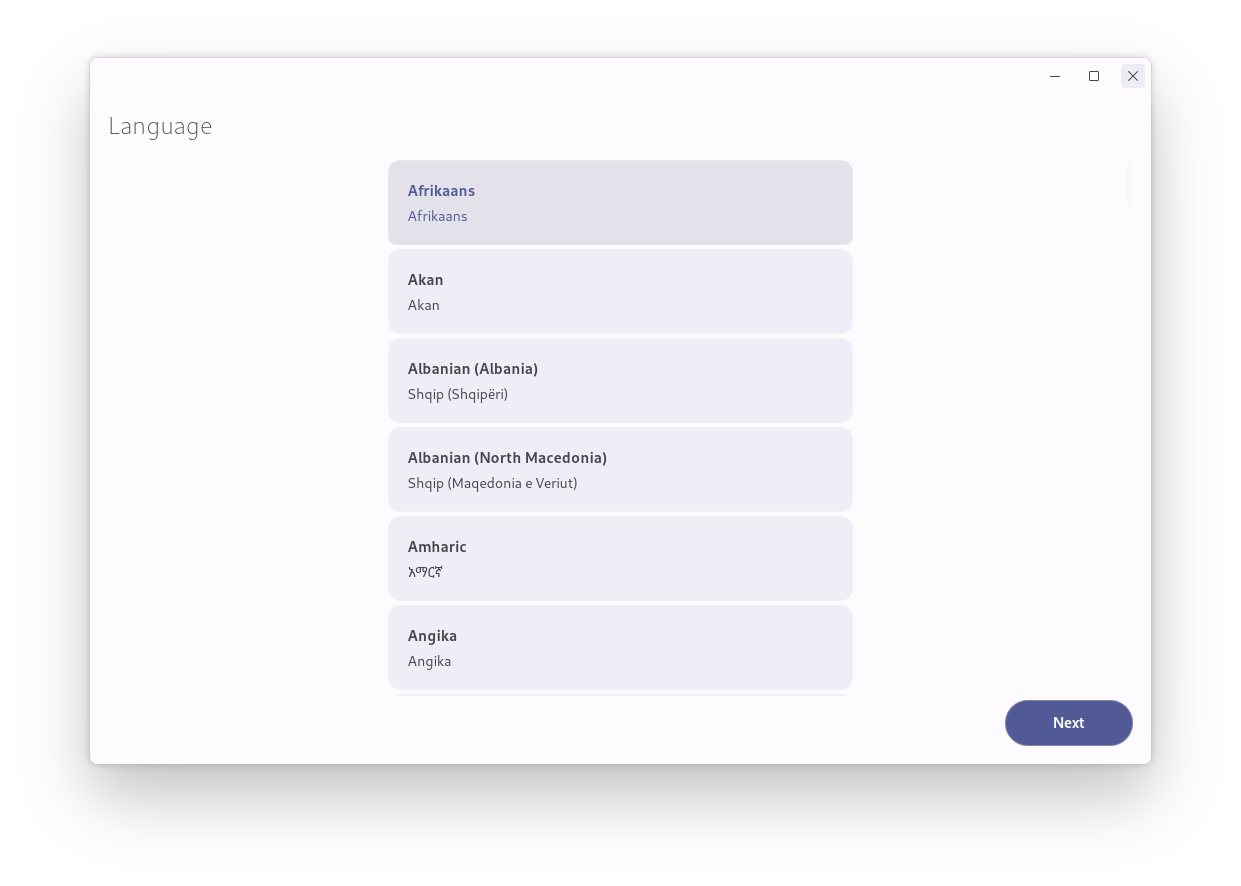 Language
Afrikaans
Afrikaans
Akan
Akan
Albanian (Albania)
Shqip (Shqipëri)
Albanian (North Macedonia)
Shqip (Maqedonia e Veriut)
Amharic
አማርኛ
Angika
Angika
Next